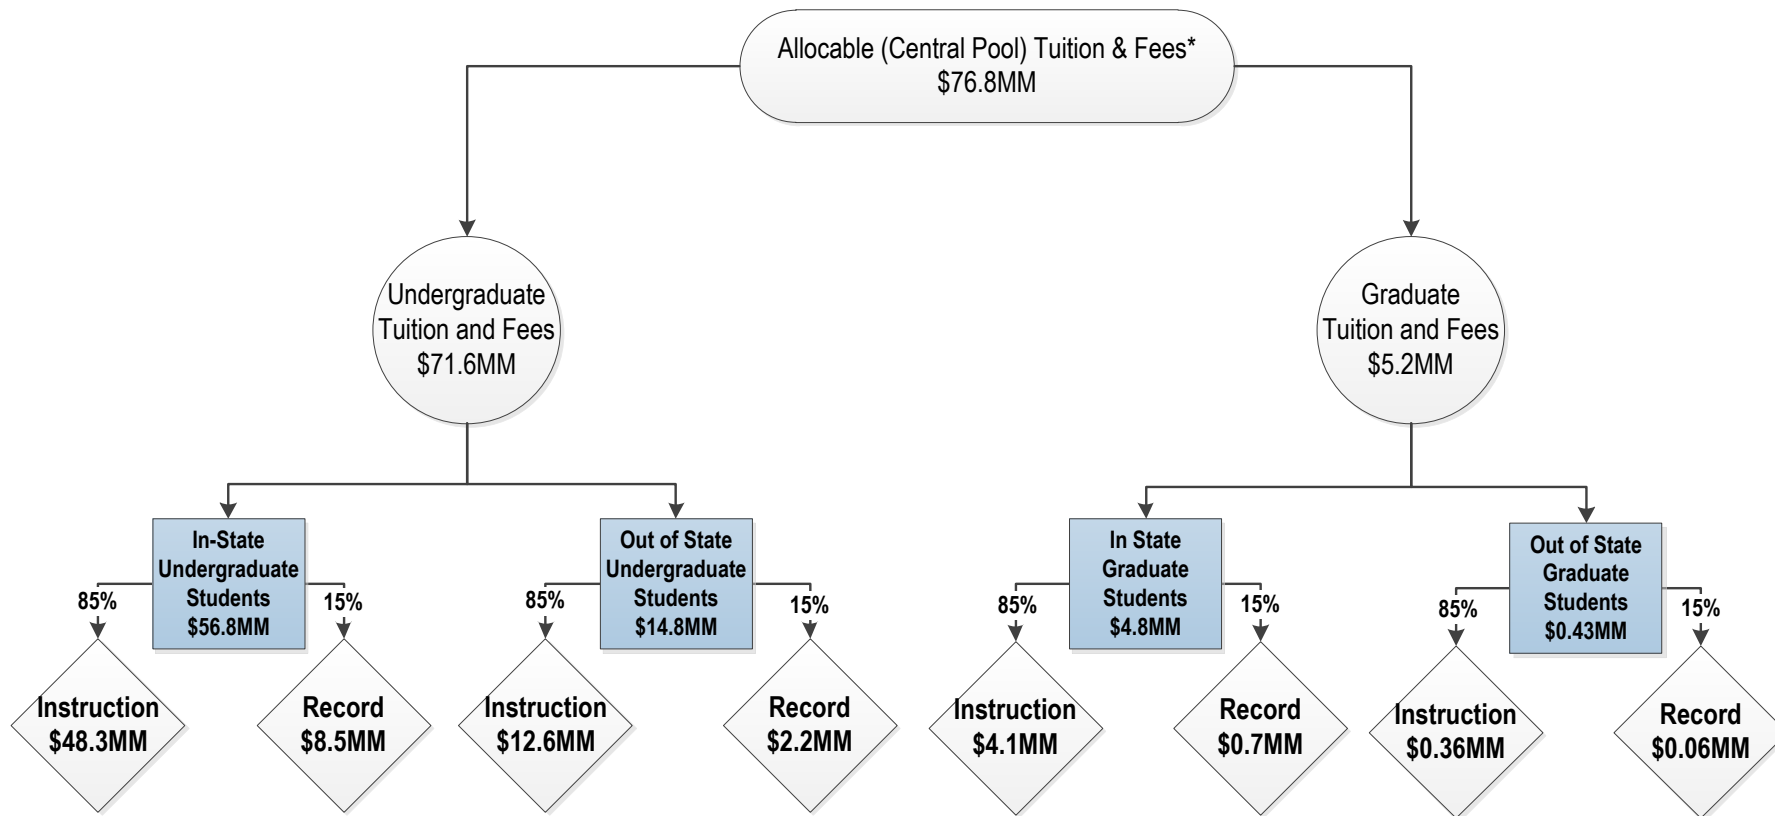 Allocable (Central Pool) Tuition & Fees*
$76.8MM
Undergraduate
Tuition and Fees
$71.6MM
Graduate
Tuition and Fees
$5.2MM
In-State
Undergraduate
Students
$56.8MM
85%
15%
Out of State
Undergraduate
Students
$14.8MM
85%
15%
In State
Graduate
Students
$4.8MM
85%
15%
Out of State
Graduate
Students
$0.43MM
85%
15%
Instruction
$48.3MM
Record
$8.5MM
Instruction
$12.6MM
Record
$2.2MM
Instruction
$4.1MM
Record
$0.7MM
Instruction
$0.36MM
Record
$0.06MM